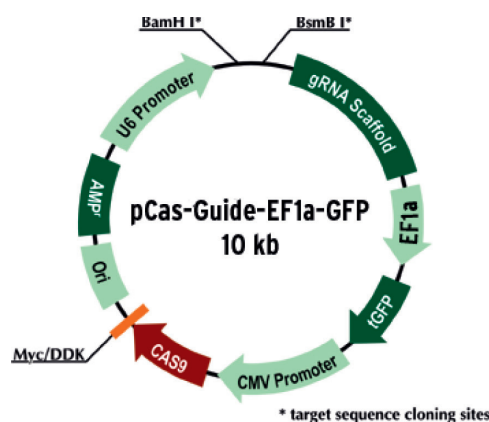 BamH I*
BsmB I*
U6 Promoter
gRNA Scaffold
AMPr
pCas-Guide-EF1a-GFP
10 kb
EF1a
Ori
tGFP
Myc/DDK
CAS9
CMV Promoter
* target sequence cloning sites